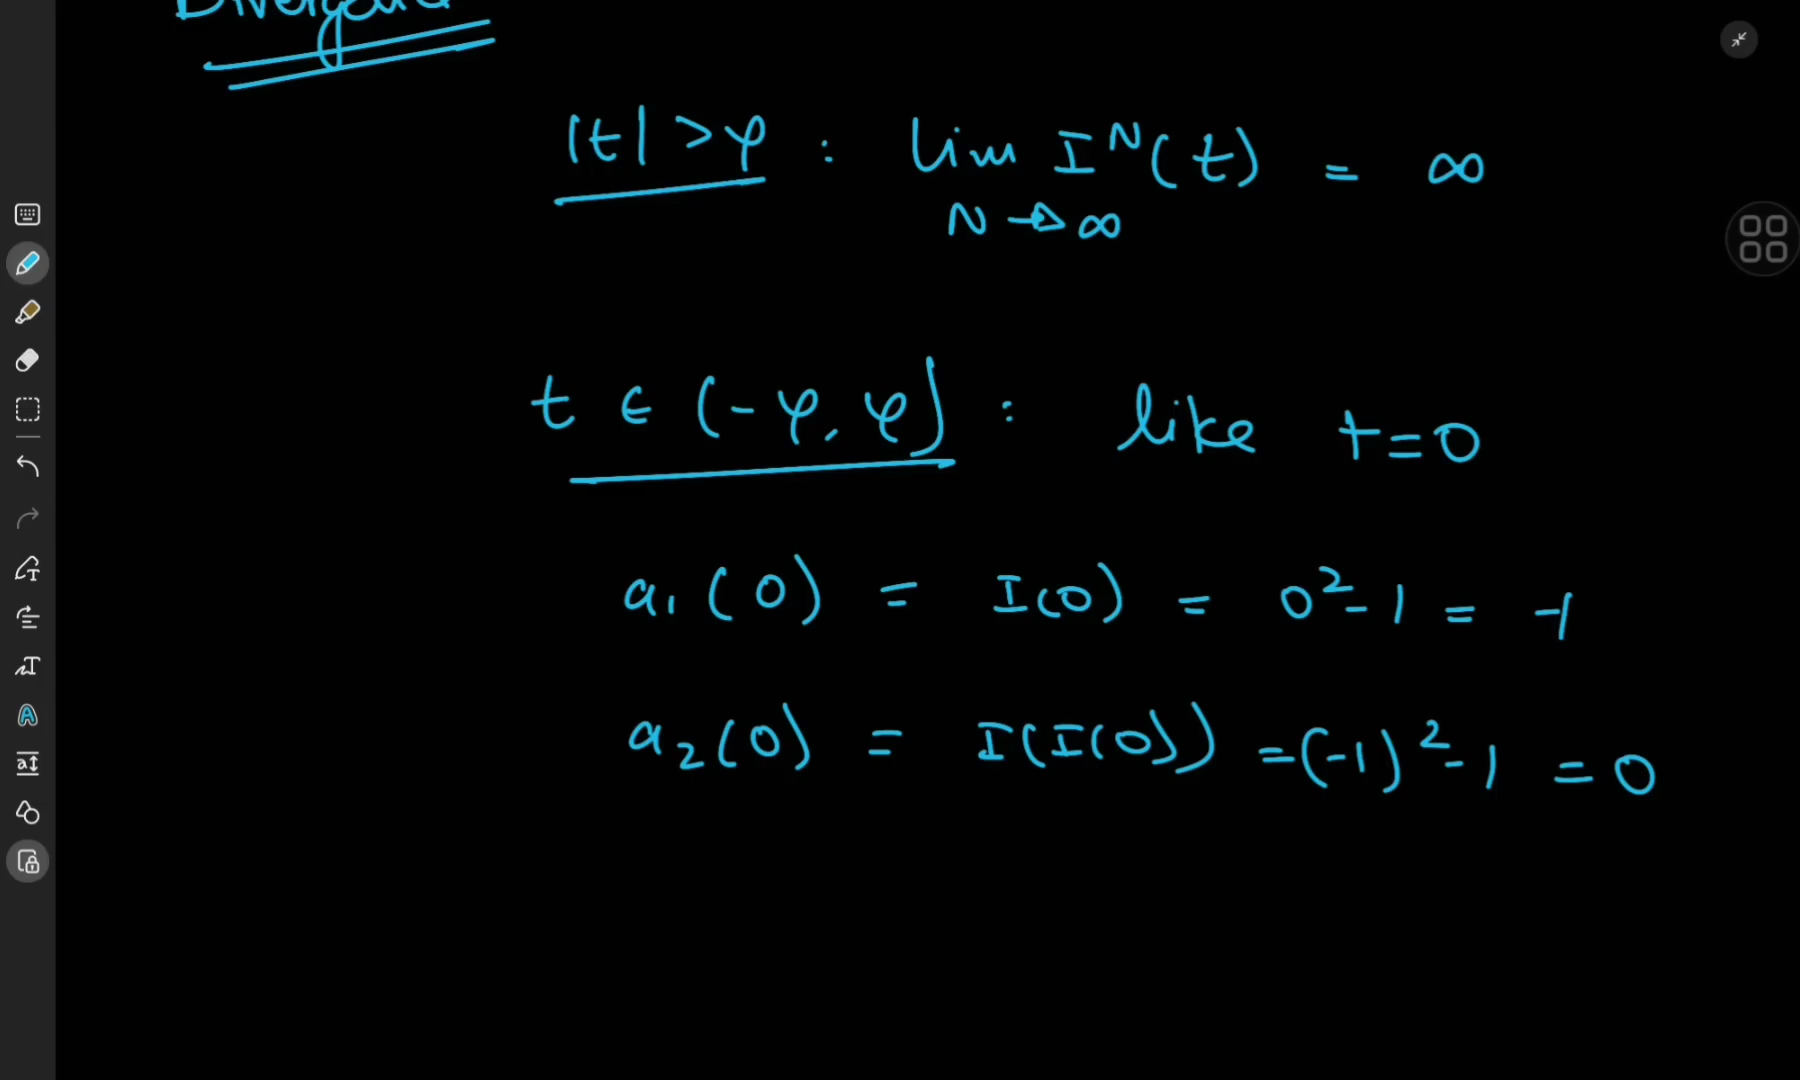 |t| > φ : lim I^N(t) = ∞
N → ∞
t ∈ (-φ, φ) : like t=0
a₁(0) = I(0) = 0² - 1 = -1
a₂(0) = I(I(0)) = (-1)² - 1 = 0